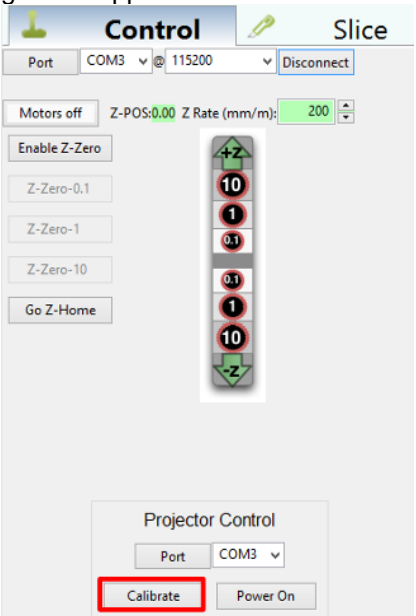 Control Slice
Port COM3 @ 115200 Disconnect
Motors off Z-POS:0.00 Z Rate (mm/m): 200
Enable Z-Zero
+Z
10
Z-Zero-0.1
1
Z-Zero-1
0.1
Z-Zero-10
0.1
Go Z-Home
1
10
-Z
Projector Control
Port COM3
Calibrate Power On